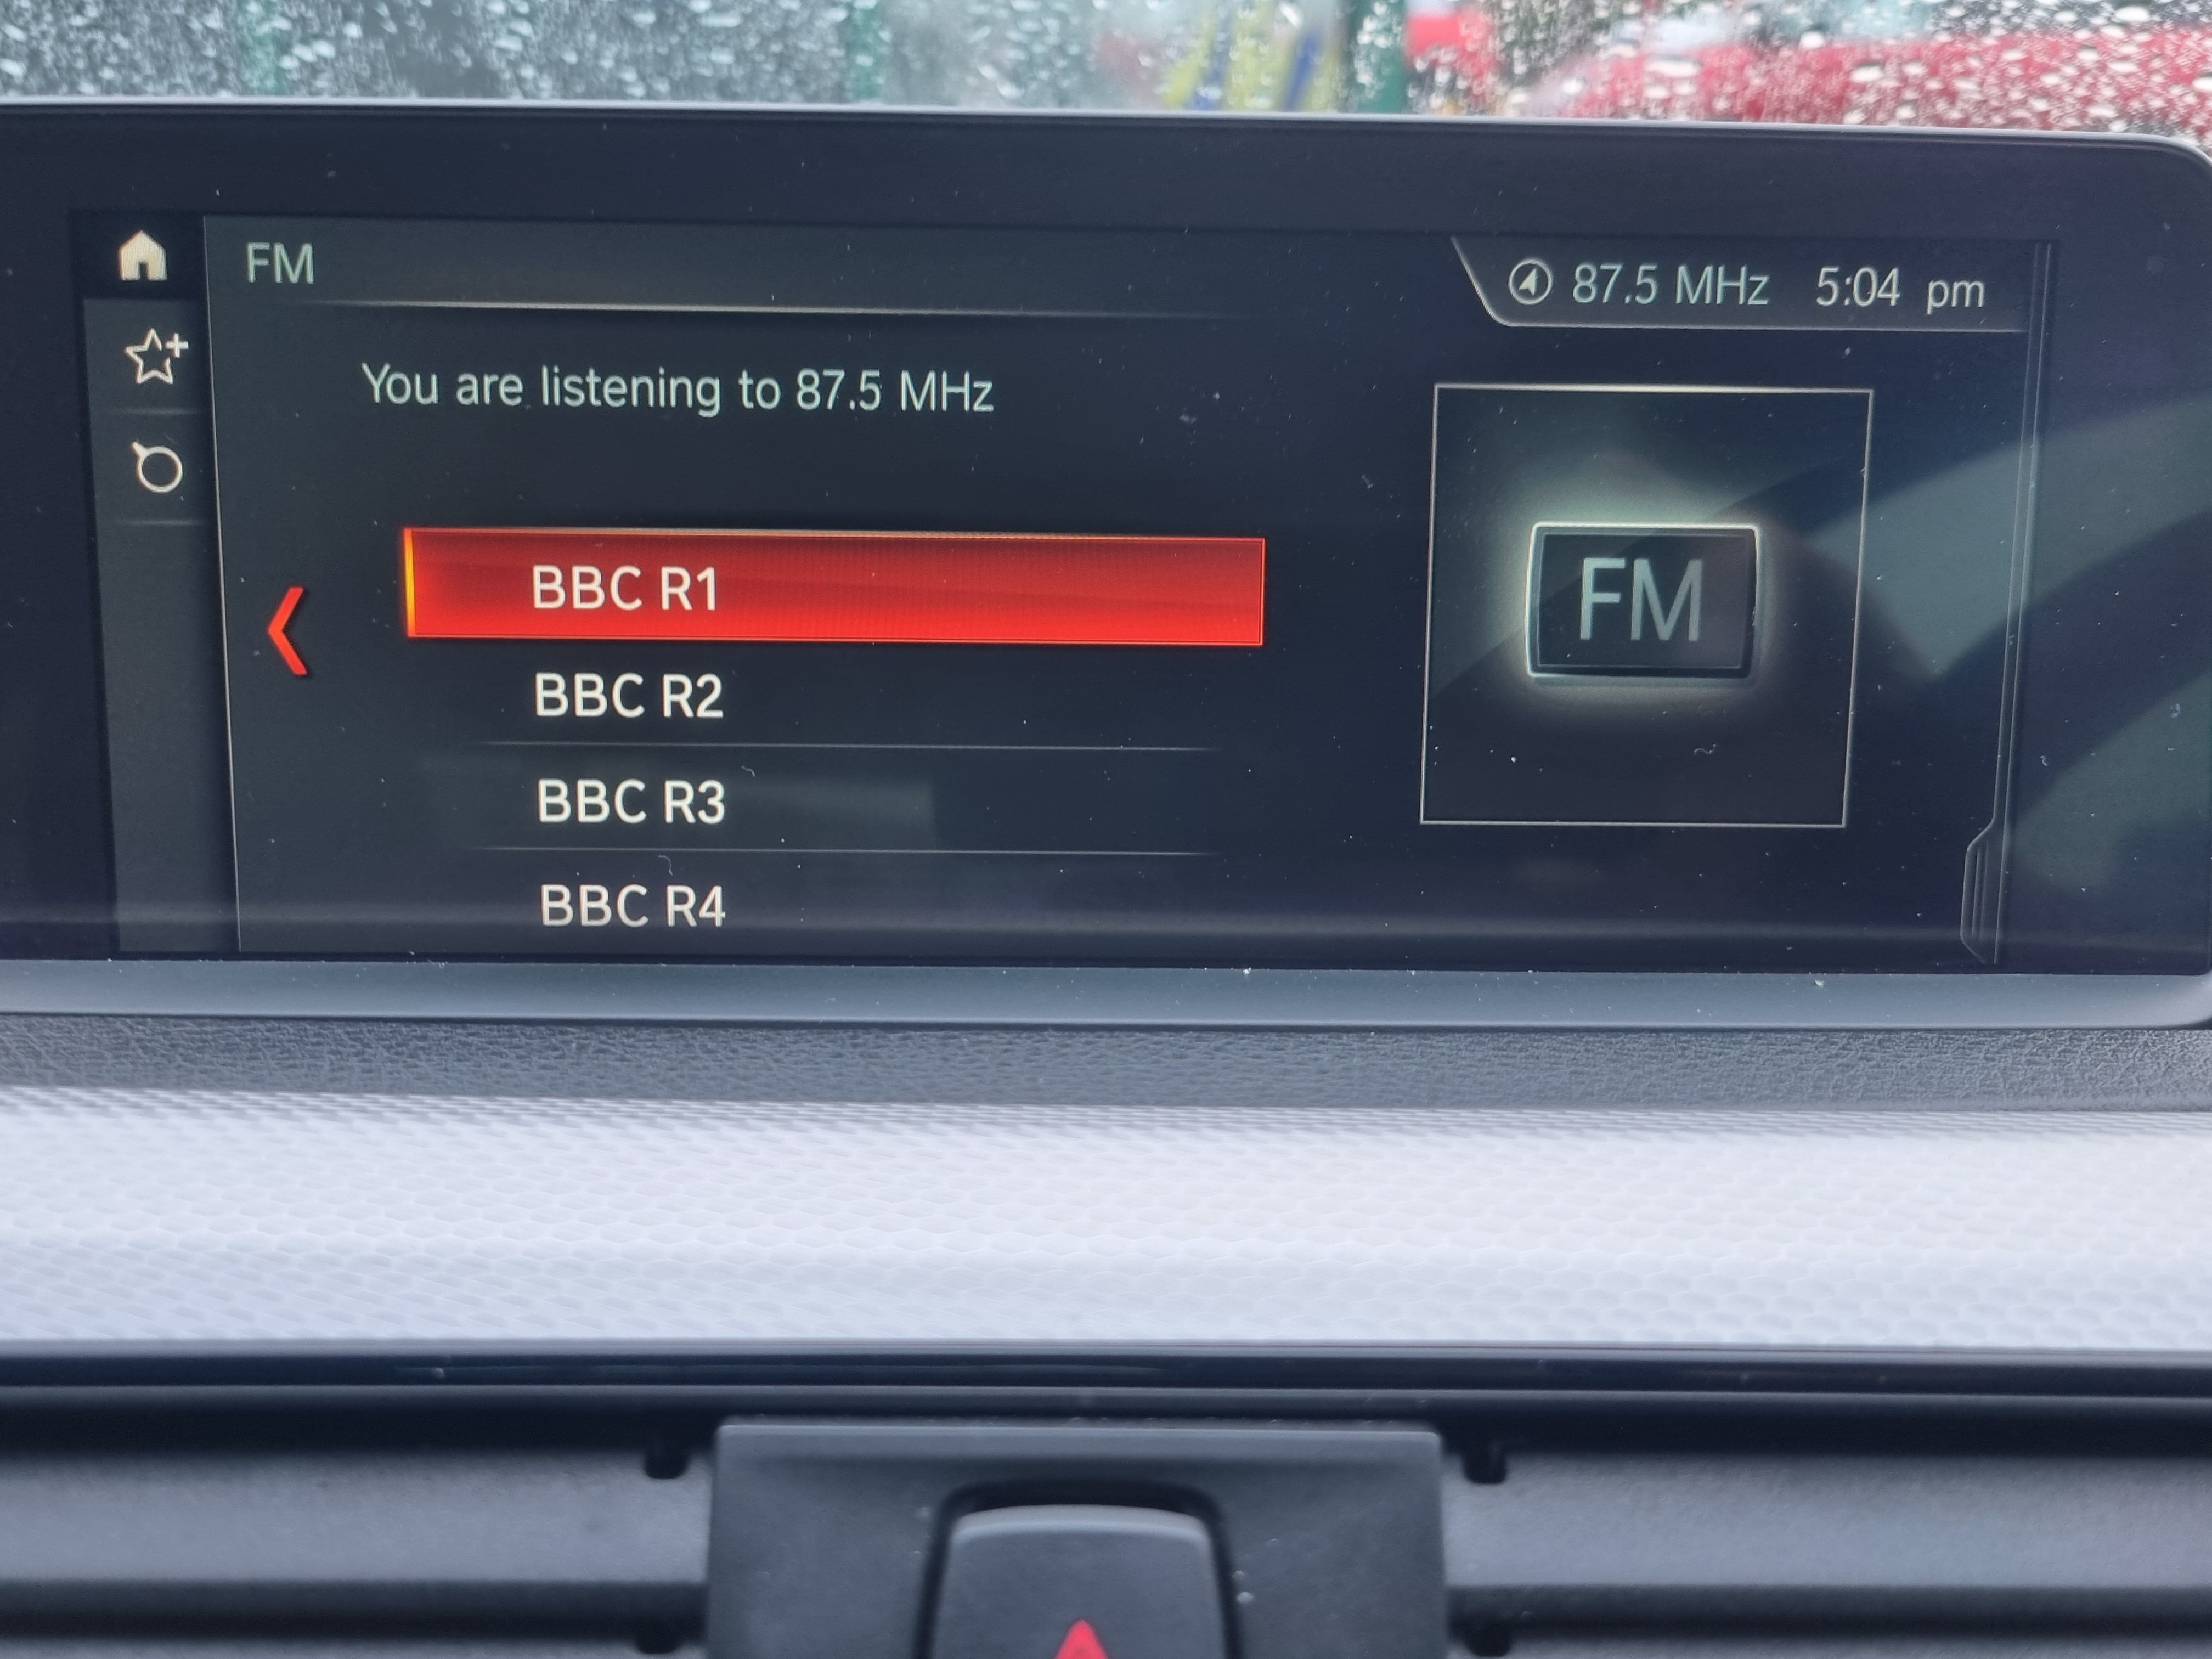 FM
87.5 MHz 5:04 pm
You are listening to 87.5 MHz
BBC R1
FM
BBC R2
BBC R3
BBC R4